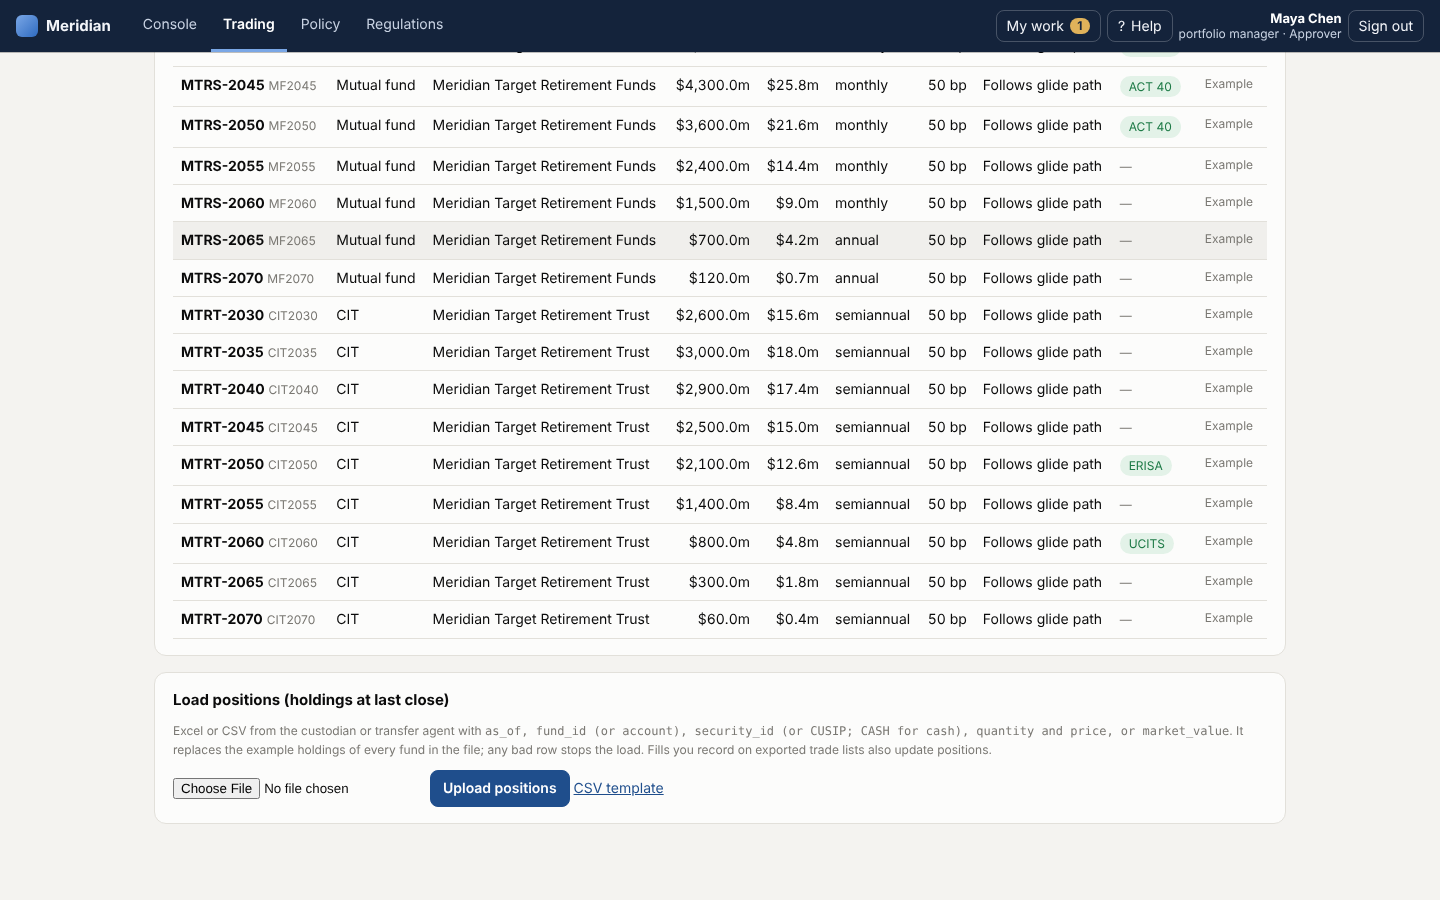 Meridian Console Trading Policy Regulations My work 1 ? Help Maya Chen Sign out
portfolio manager · Approver
MTRS-2045 MF2045 Mutual fund Meridian Target Retirement Funds $4,300.0m $25.8m monthly 50 bp Follows glide path ACT 40 Example
MTRS-2050 MF2050 Mutual fund Meridian Target Retirement Funds $3,600.0m $21.6m monthly 50 bp Follows glide path ACT 40 Example
MTRS-2055 MF2055 Mutual fund Meridian Target Retirement Funds $2,400.0m $14.4m monthly 50 bp Follows glide path — Example
MTRS-2060 MF2060 Mutual fund Meridian Target Retirement Funds $1,500.0m $9.0m monthly 50 bp Follows glide path — Example
MTRS-2065 MF2065 Mutual fund Meridian Target Retirement Funds $700.0m $4.2m annual 50 bp Follows glide path — Example
MTRS-2070 MF2070 Mutual fund Meridian Target Retirement Funds $120.0m $0.7m annual 50 bp Follows glide path — Example
MTRT-2030 CIT2030 CIT Meridian Target Retirement Trust $2,600.0m $15.6m semiannual 50 bp Follows glide path — Example
MTRT-2035 CIT2035 CIT Meridian Target Retirement Trust $3,000.0m $18.0m semiannual 50 bp Follows glide path — Example
MTRT-2040 CIT2040 CIT Meridian Target Retirement Trust $2,900.0m $17.4m semiannual 50 bp Follows glide path — Example
MTRT-2045 CIT2045 CIT Meridian Target Retirement Trust $2,500.0m $15.0m semiannual 50 bp Follows glide path — Example
MTRT-2050 CIT2050 CIT Meridian Target Retirement Trust $2,100.0m $12.6m semiannual 50 bp Follows glide path ERISA Example
MTRT-2055 CIT2055 CIT Meridian Target Retirement Trust $1,400.0m $8.4m semiannual 50 bp Follows glide path — Example
MTRT-2060 CIT2060 CIT Meridian Target Retirement Trust $800.0m $4.8m semiannual 50 bp Follows glide path UCITS Example
MTRT-2065 CIT2065 CIT Meridian Target Retirement Trust $300.0m $1.8m semiannual 50 bp Follows glide path — Example
MTRT-2070 CIT2070 CIT Meridian Target Retirement Trust $60.0m $0.4m semiannual 50 bp Follows glide path — Example
Load positions (holdings at last close)
Excel or CSV from the custodian or transfer agent with as_of, fund_id (or account), security_id (or CUSIP; CASH for cash), quantity and price, or market_value. It
replaces the example holdings of every fund in the file; any bad row stops the load. Fills you record on exported trade lists also update positions.
Choose File No file chosen Upload positions CSV template